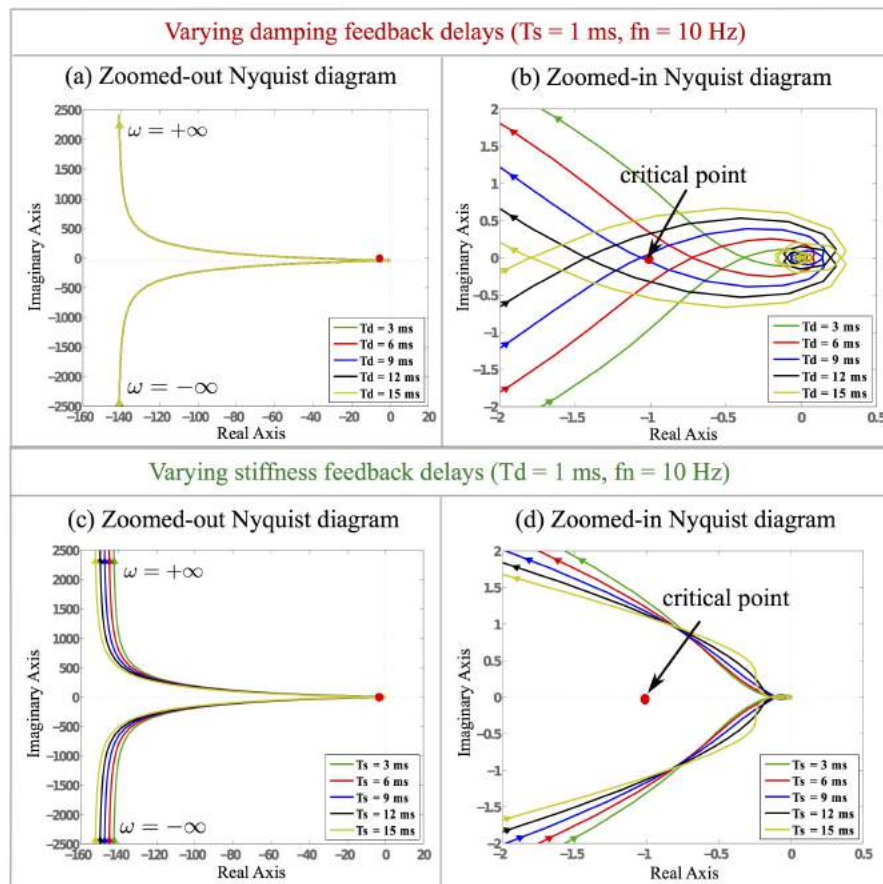 Varying damping feedback delays (Ts = 1 ms, fn = 10 Hz)
(a) Zoomed-out Nyquist diagram
2500
2000
1500
1000
500
0
−500
−1000
−1500
−2000
−2500
Imaginary Axis
ω = +∞
ω = −∞
Td = 3 ms
Td = 6 ms
Td = 9 ms
Td = 12 ms
Td = 15 ms
−160 −140 −120 −100 −80 −60 −40 −20 0 20
Real Axis
(b) Zoomed-in Nyquist diagram
2
1.5
1
0.5
0
−0.5
−1
−1.5
−2
Imaginary Axis
critical point
Td = 3 ms
Td = 6 ms
Td = 9 ms
Td = 12 ms
Td = 15 ms
−2 −1.5 −1 −0.5 0 0.5
Real Axis
Varying stiffness feedback delays (Td = 1 ms, fn = 10 Hz)
(c) Zoomed-out Nyquist diagram
2500
2000
1500
1000
500
0
−500
−1000
−1500
−2000
−2500
Imaginary Axis
ω = +∞
ω = −∞
Ts = 3 ms
Ts = 6 ms
Ts = 9 ms
Ts = 12 ms
Ts = 15 ms
−160 −140 −120 −100 −80 −60 −40 −20 0 20
Real Axis
(d) Zoomed-in Nyquist diagram
2
1.5
1
0.5
0
−0.5
−1
−1.5
−2
Imaginary Axis
critical point
Ts = 3 ms
Ts = 6 ms
Ts = 9 ms
Ts = 12 ms
Ts = 15 ms
−2 −1.5 −1 −0.5 0 0.5
Real Axis